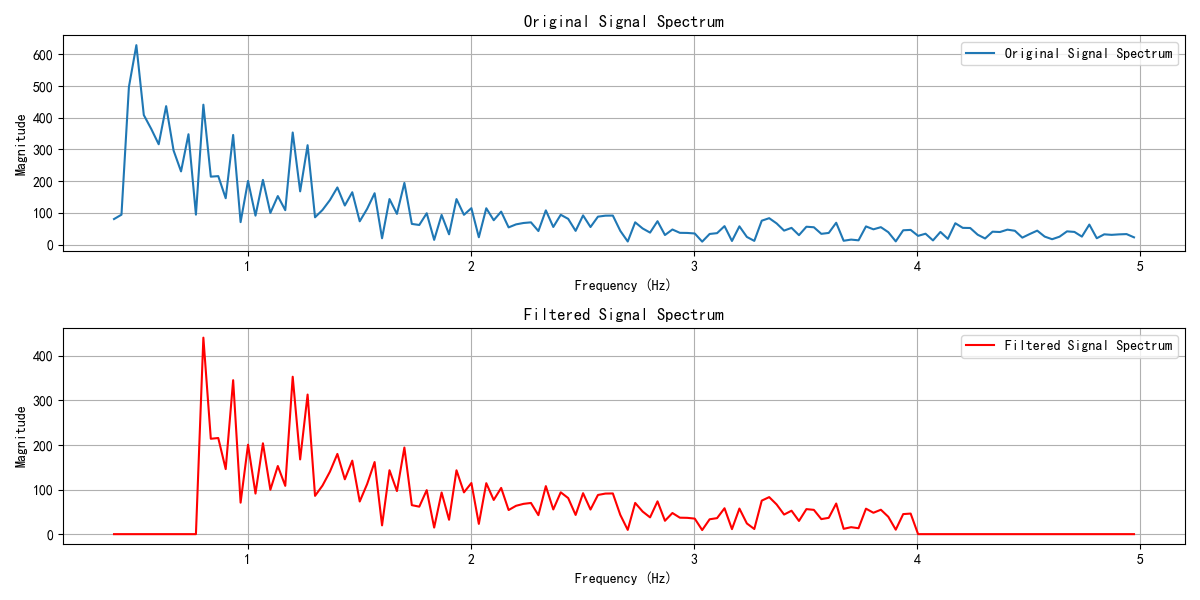 Original Signal Spectrum
Original Signal Spectrum
600
500
400
300
200
100
0
Magnitude
1 2 3 4 5
Frequency (Hz)
Filtered Signal Spectrum
Filtered Signal Spectrum
400
300
200
100
0
Magnitude
1 2 3 4 5
Frequency (Hz)